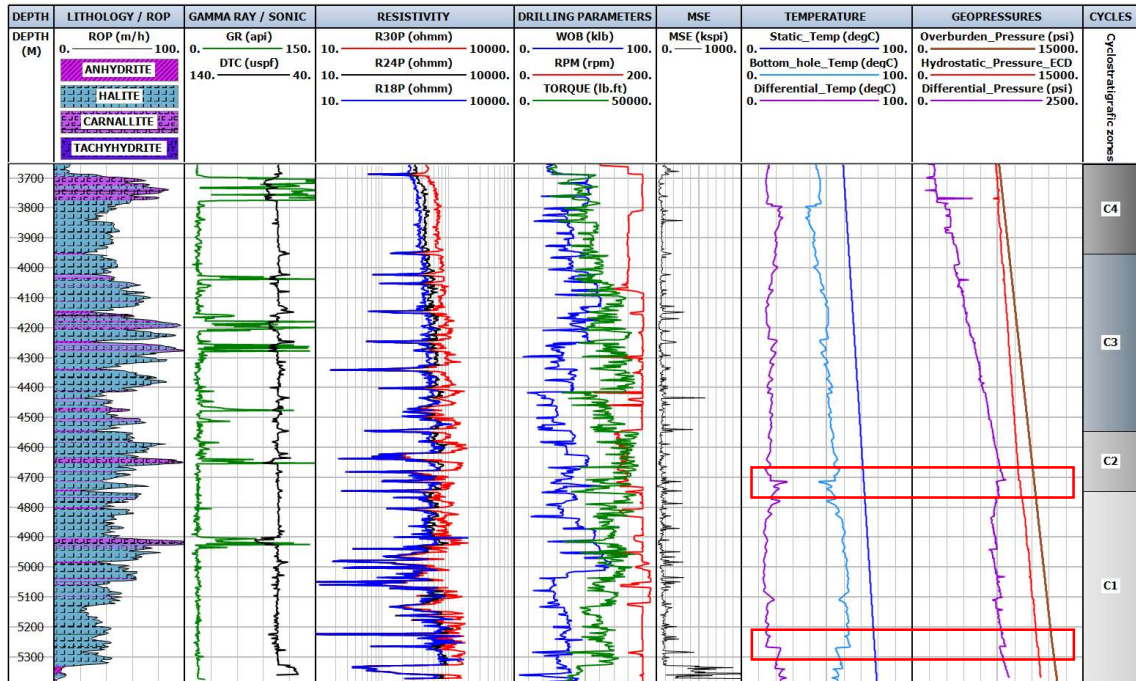 DEPTH LITHOLOGY / ROP GAMMA RAY / SONIC RESISTIVITY DRILLING PARAMETERS MSE TEMPERATURE GEOPRESSURES CYCLES
DEPTH
(M)
ROP (m/h)
0. 100.
ANHYDRITE
HALITE
CARNALLITE
TACHYHYDRITE
GR (api)
0. 150.
DTC (uspf)
140. 40.
R30P (ohmm)
10. 10000.
R24P (ohmm)
10. 10000.
R18P (ohmm)
10. 10000.
WOB (klb)
0. 100.
RPM (rpm)
0. 200.
TORQUE (lb.ft)
0. 50000.
MSE (kspi)
0. 1000.
Static_Temp (degC)
0. 100.
Bottom_hole_Temp (degC)
0. 100.
Differential_Temp (degC)
0. 100.
Overburden_Pressure (psi)
0. 15000.
Hydrostatic_Pressure_ECD
0. 15000.
Differential_Pressure (psi)
0. 2500.
Cyclostratigrafic zones
3700
3800
3900
4000
4100
4200
4300
4400
4500
4600
4700
4800
4900
5000
5100
5200
5300
C4
C3
C2
C1